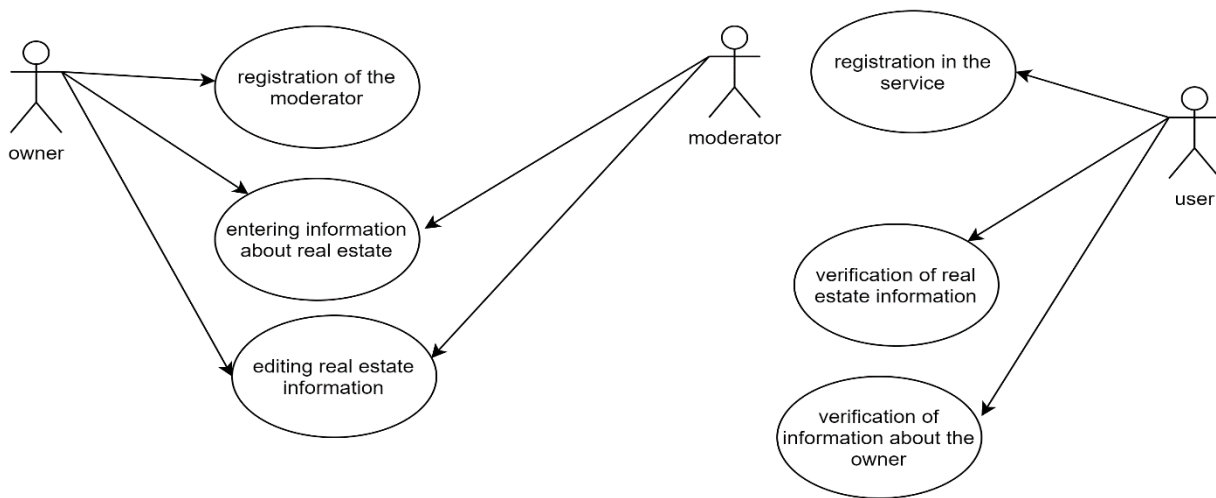 registration of the
moderator
owner
entering information
about real estate
editing real estate
information
moderator
registration in the
service
user
verification of real
estate information
verification of
information about the
owner